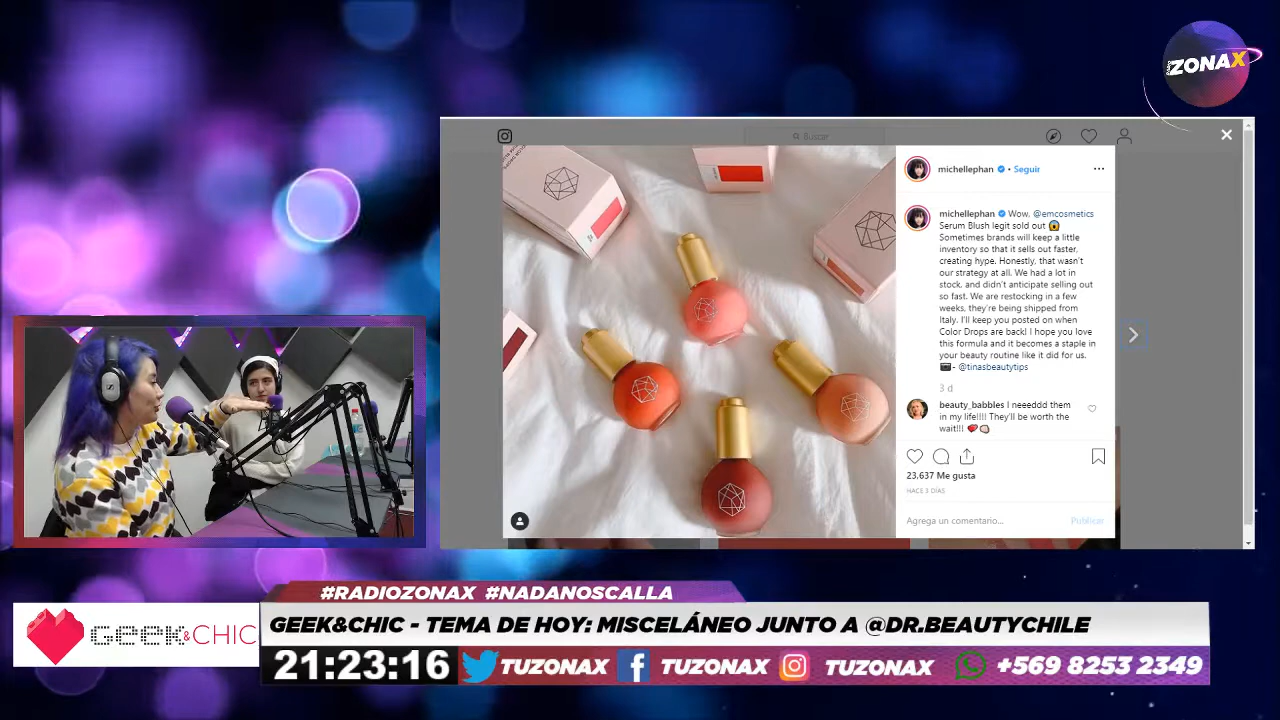 ZONAX
Buscar
michellephan • Seguir
michellephan Wow, @emcosmetics
Serum Blush legit sold out
Sometimes brands will keep a little
inventory so that it sells out faster,
creating hype. Honestly, that wasn't
our strategy at all. We had a lot in
stock, and didn't anticipate selling out
so fast. We are restocking in a few
weeks, they're being shipped from
Italy. I'll keep you posted on when
Color Drops are back! I hope you love
this formula and it becomes a staple in
your beauty routine like it did for us.
- @tinasbeautytips
3 d
beauty_babbles I neeeddd them
in my life!!!! They'll be worth the
wait!!!
23,637 Me gusta
HACE 3 DÍAS
Agrega un comentario...
Publicar
#RADIOZONAX #NADANOSCALLA
GEEK&CHIC
GEEK&CHIC - TEMA DE HOY: MISCELÁNEO JUNTO A @DR.BEAUTYCHILE
21:23:16
TUZONAX
TUZONAX
TUZONAX
+569 8253 2349